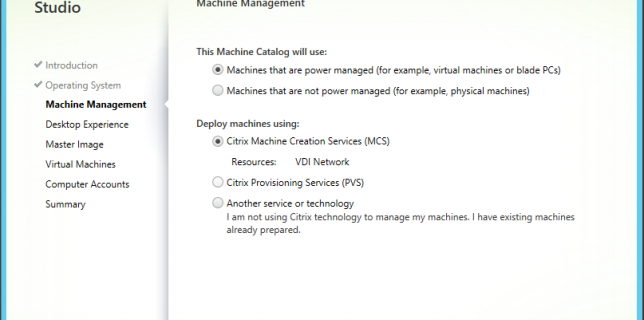 Studio
Machine Management
Introduction
Operating System
Machine Management
Desktop Experience
Master Image
Virtual Machines
Computer Accounts
Summary
This Machine Catalog will use:
Machines that are power managed (for example, virtual machines or blade PCs)
Machines that are not power managed (for example, physical machines)
Deploy machines using:
Citrix Machine Creation Services (MCS)
Resources: VDI Network
Citrix Provisioning Services (PVS)
Another service or technology
I am not using Citrix technology to manage my machines. I have existing machines
already prepared.